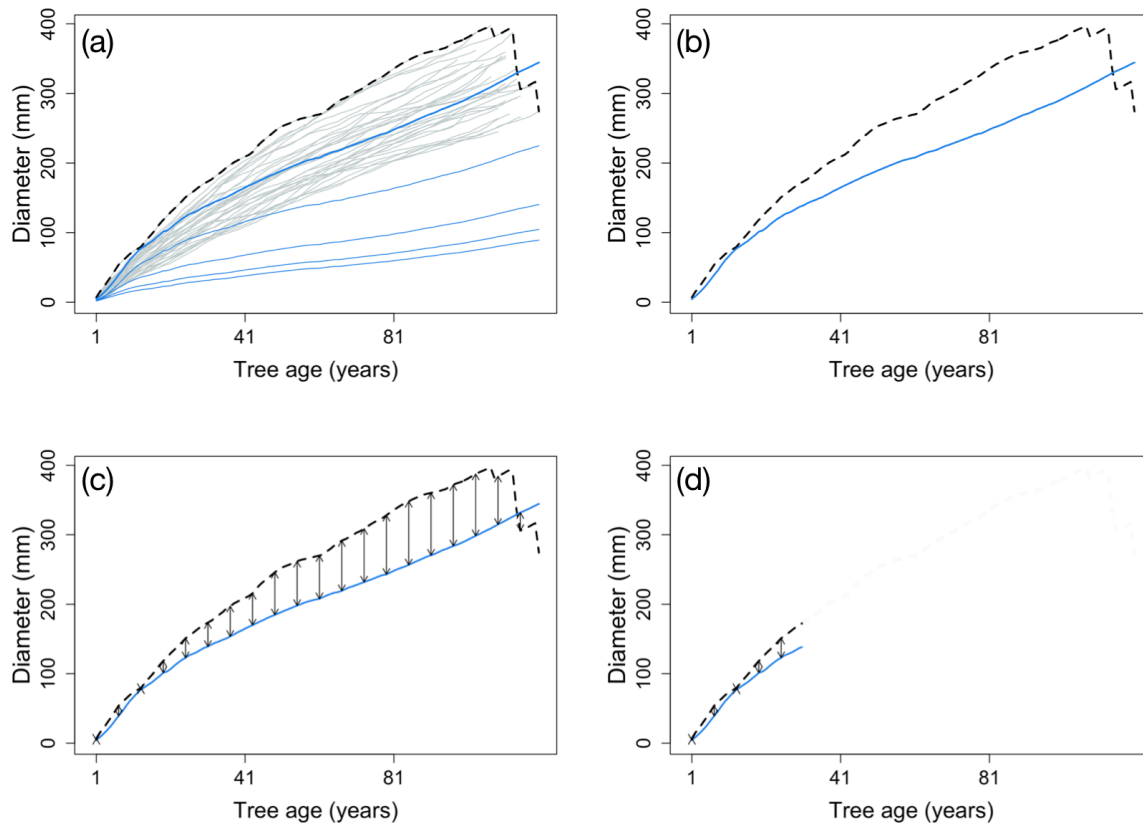 (a)
Diameter (mm)
0 100 200 300 400
1 41 81
Tree age (years)
(b)
Diameter (mm)
0 100 200 300 400
1 41 81
Tree age (years)
(c)
Diameter (mm)
0 100 200 300 400
1 41 81
Tree age (years)
(d)
Diameter (mm)
0 100 200 300 400
1 41 81
Tree age (years)